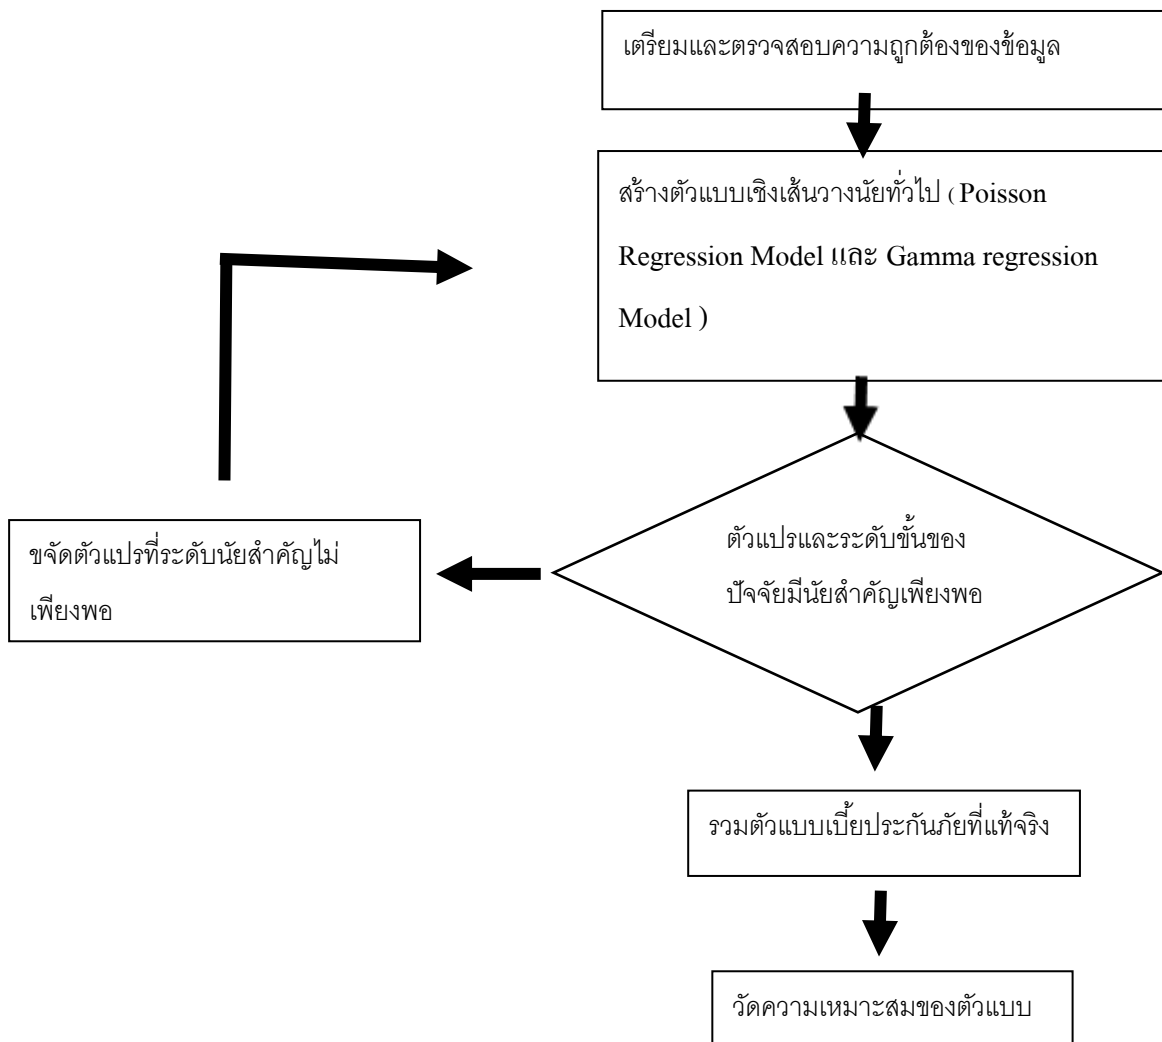 เตรียมและตรวจสอบความถูกต้องของข้อมูล
สร้างตัวแบบเชิงเส้นวางนัยทั่วไป ( Poisson
Regression Model และ Gamma regression
Model )
ตัวแปรและระดับขั้นของ
ปัจจัยมีนัยสำคัญเพียงพอ
ขจัดตัวแปรที่ระดับนัยสำคัญไม่
เพียงพอ
รวมตัวแบบเบี้ยประกันภัยที่แท้จริง
วัดความเหมาะสมของตัวแบบ